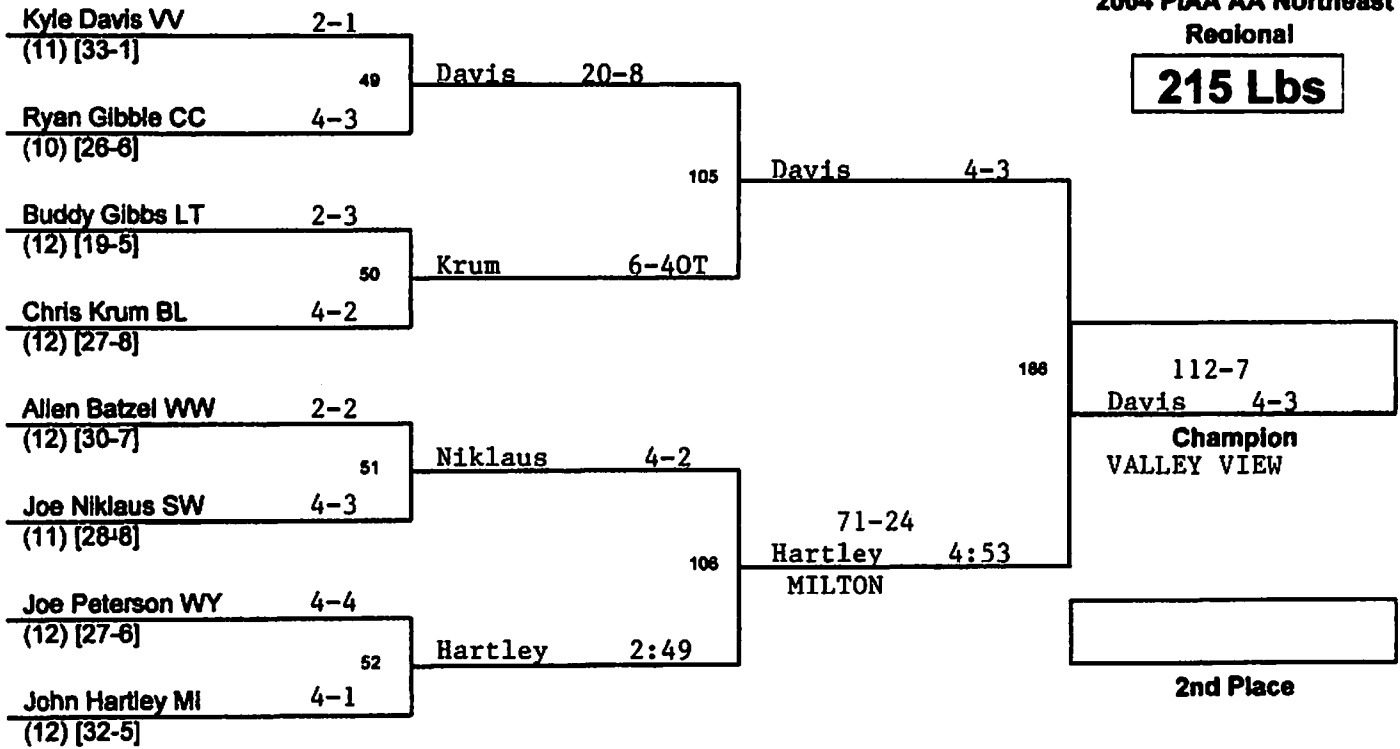 2004 PIAA AA Northeast
Regional
215 Lbs
Kyle Davis VV 2-1
(11) [33-1]
49
Davis 20-8
Ryan Gibble CC 4-3
(10) [26-6]
105
Davis 4-3
Buddy Gibbs LT 2-3
(12) [19-5]
50
Krum 6-4OT
Chris Krum BL 4-2
(12) [27-8]
186
112-7
Davis 4-3
Champion
VALLEY VIEW
Allen Batzel WW 2-2
(12) [30-7]
51
Niklaus 4-2
Joe Niklaus SW 4-3
(11) [28-8]
106
71-24
Hartley 4:53
MILTON
Joe Peterson WY 4-4
(12) [27-6]
52
Hartley 2:49
John Hartley MI 4-1
(12) [32-5]
2nd Place